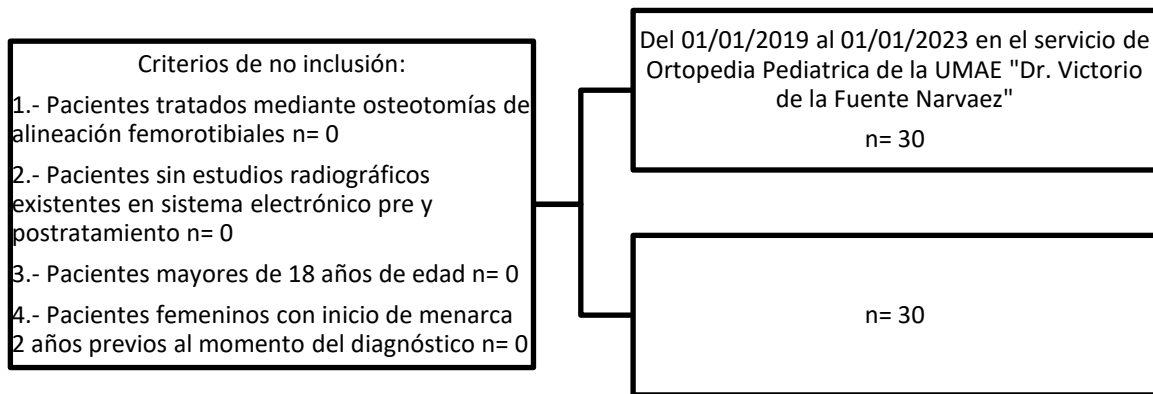 Criterios de no inclusión:
1.- Pacientes tratados mediante osteotomías de
alineación femorotibiales n= 0
2.- Pacientes sin estudios radiográficos
existentes en sistema electrónico pre y
postratamiento n= 0
3.- Pacientes mayores de 18 años de edad n= 0
4.- Pacientes femeninos con inicio de menarca
2 años previos al momento del diagnóstico n= 0
Del 01/01/2019 al 01/01/2023 en el servicio de
Ortopedia Pediatrica de la UMAE "Dr. Victorio
de la Fuente Narvaez"
n= 30
n= 30